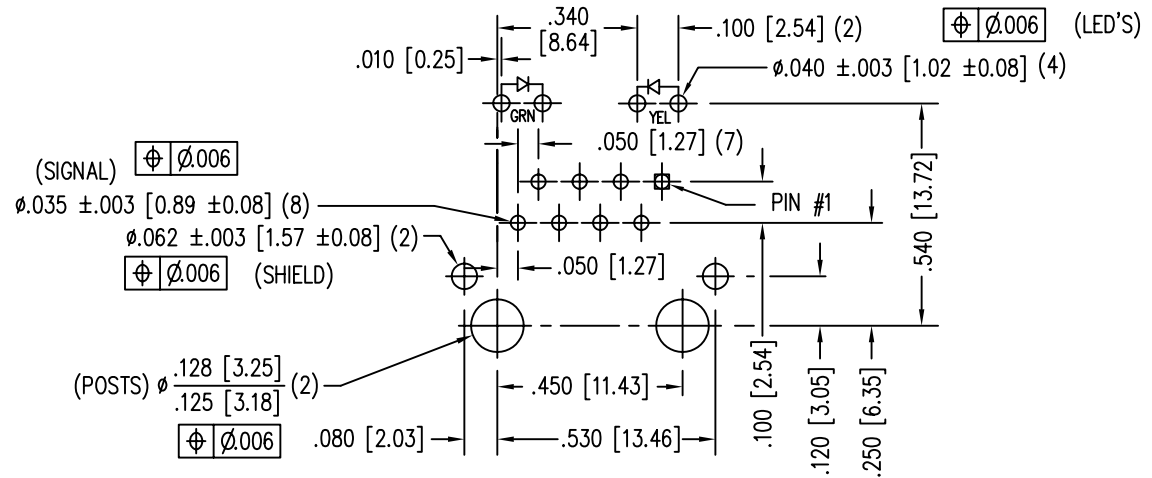 .340
[8.64]
.100 [2.54] (2)
⌖ Ø.006 (LED'S)
.010 [0.25]
Ø.040 ±.003 [1.02 ±0.08] (4)
GRN
YEL
.050 [1.27] (7)
(SIGNAL) ⌖ Ø.006
Ø.035 ±.003 [0.89 ±0.08] (8)
PIN #1
.540 [13.72]
Ø.062 ±.003 [1.57 ±0.08] (2)
⌖ Ø.006 (SHIELD)
.050 [1.27]
(POSTS) Ø .128 [3.25]
.125 [3.18] (2)
⌖ Ø.006
.450 [11.43]
.080 [2.03]
.530 [13.46]
.100 [2.54]
.120 [3.05]
.250 [6.35]